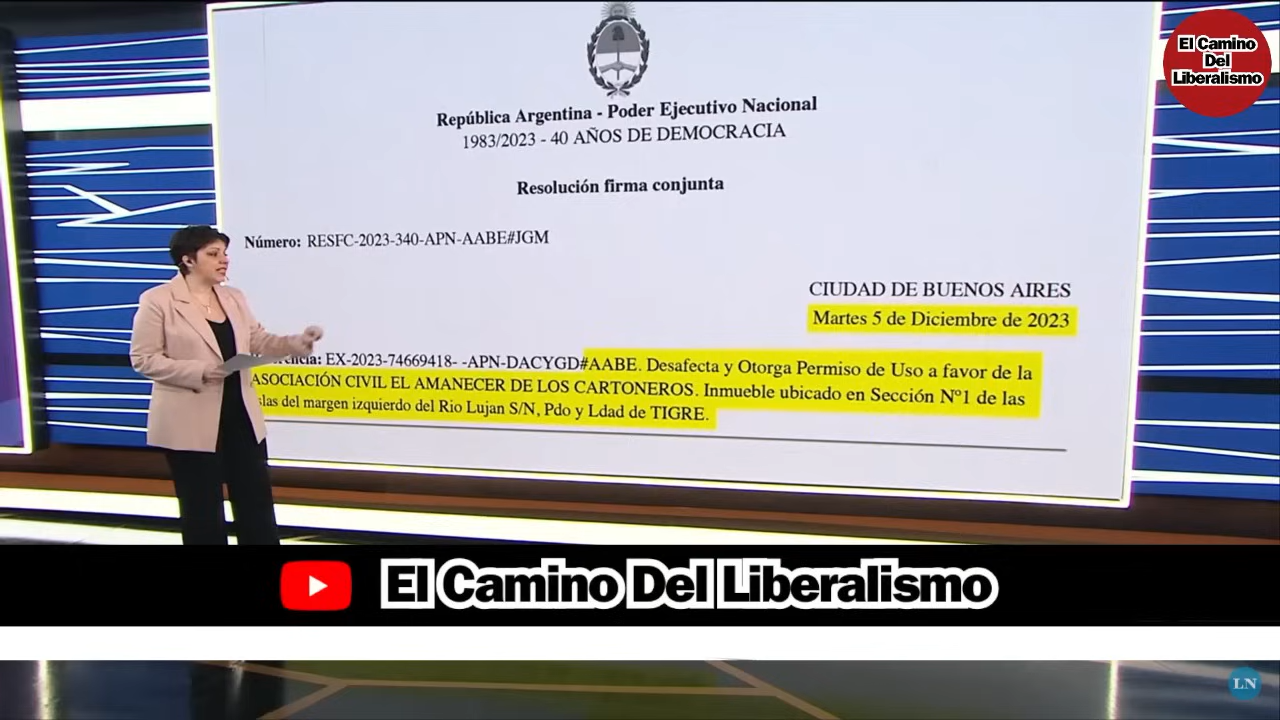 El Camino
Del
Liberalismo
República Argentina - Poder Ejecutivo Nacional
1983/2023 - 40 AÑOS DE DEMOCRACIA
Resolución firma conjunta
Número: RESFC-2023-340-APN-AABE#JGM
CIUDAD DE BUENOS AIRES
Martes 5 de Diciembre de 2023
EX-2023-74669418- -APN-DACYGD#AABE. Desafecta y Otorga Permiso de Uso a favor de la
ASOCIACIÓN CIVIL EL AMANECER DE LOS CARTONEROS. Inmueble ubicado en Sección Nº1 de las
islas del margen izquierdo del Rio Lujan S/N, Pdo y Ldad de TIGRE.
El Camino Del Liberalismo
LN